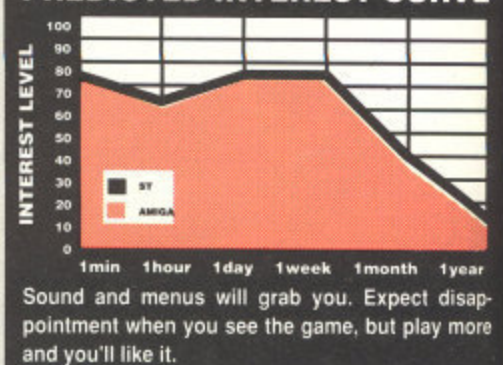 PREDICTED INTEREST CURVE
100
90
80
70
60
50
40
30
20
10
0
INTEREST LEVEL
ST
AMIGA
1min 1hour 1day 1week 1month 1year
Sound and menus will grab you. Expect disap-
pointment when you see the game, but play more
and you'll like it.